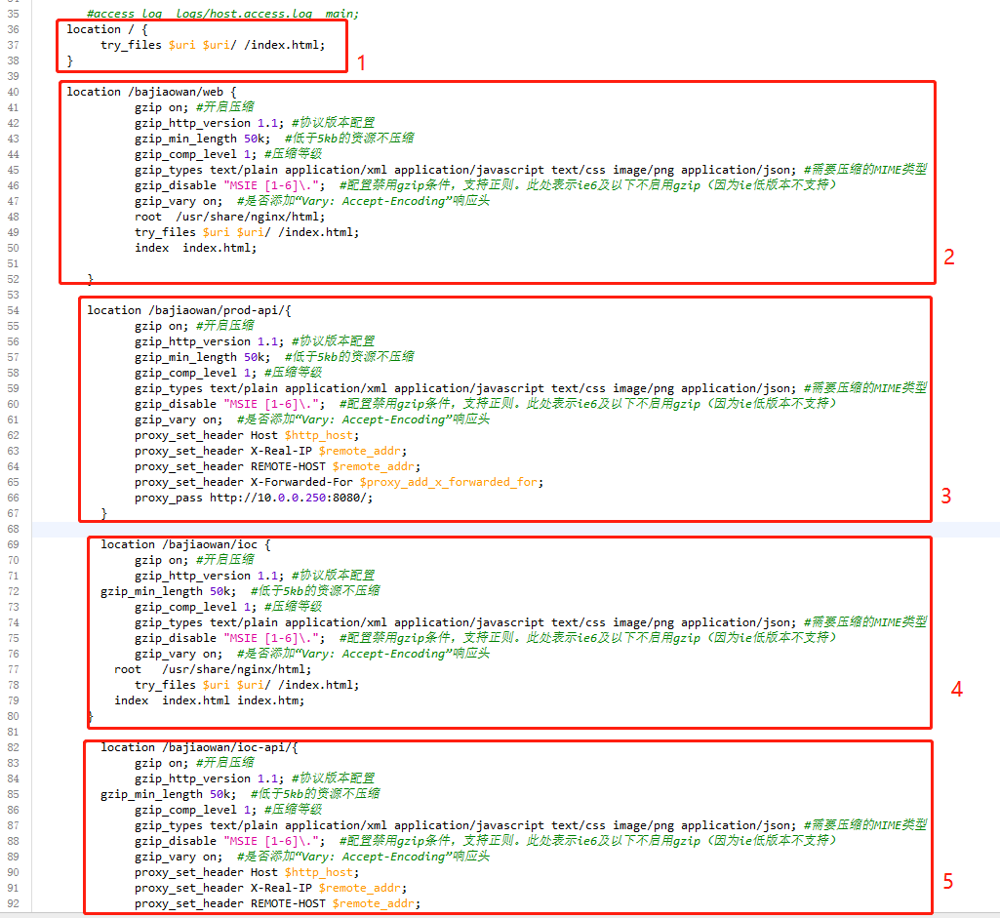 35 #access_log logs/host.access.log main;
36 location / {
37 try_files $uri $uri/ /index.html;
38 }
1
39
40 location /bajiaowan/web {
41 gzip on; #开启压缩
42 gzip_http_version 1.1; #协议版本配置
43 gzip_min_length 50k; #低于5kb的资源不压缩
44 gzip_comp_level 1; #压缩等级
45 gzip_types text/plain application/xml application/javascript text/css image/png application/json; #需要压缩的MIME类型
46 gzip_disable "MSIE [1-6]\."; #配置禁用gzip条件，支持正则。此处表示ie6及以下不启用gzip（因为ie低版本不支持）
47 gzip_vary on; #是否添加“Vary: Accept-Encoding”响应头
48 root /usr/share/nginx/html;
49 try_files $uri $uri/ /index.html;
50 index index.html;
2
51
52 }
53
54 location /bajiaowan/prod-api/{
55 gzip on; #开启压缩
56 gzip_http_version 1.1; #协议版本配置
57 gzip_min_length 50k; #低于5kb的资源不压缩
58 gzip_comp_level 1; #压缩等级
59 gzip_types text/plain application/xml application/javascript text/css image/png application/json; #需要压缩的MIME类型
60 gzip_disable "MSIE [1-6]\."; #配置禁用gzip条件，支持正则。此处表示ie6及以下不启用gzip（因为ie低版本不支持）
61 gzip_vary on; #是否添加“Vary: Accept-Encoding”响应头
62 proxy_set_header Host $http_host;
63 proxy_set_header X-Real-IP $remote_addr;
64 proxy_set_header REMOTE-HOST $remote_addr;
65 proxy_set_header X-Forwarded-For $proxy_add_x_forwarded_for;
3
66 proxy_pass http://10.0.0.250:8080/;
67 }
68
69 location /bajiaowan/ioc {
70 gzip on; #开启压缩
71 gzip_http_version 1.1; #协议版本配置
72 gzip_min_length 50k; #低于5kb的资源不压缩
73 gzip_comp_level 1; #压缩等级
74 gzip_types text/plain application/xml application/javascript text/css image/png application/json; #需要压缩的MIME类型
75 gzip_disable "MSIE [1-6]\."; #配置禁用gzip条件，支持正则。此处表示ie6及以下不启用gzip（因为ie低版本不支持）
76 gzip_vary on; #是否添加“Vary: Accept-Encoding”响应头
77 root /usr/share/nginx/html;
78 try_files $uri $uri/ /index.html;
4
79 index index.html index.htm;
80 }
81
82 location /bajiaowan/ioc-api/{
83 gzip on; #开启压缩
84 gzip_http_version 1.1; #协议版本配置
85 gzip_min_length 50k; #低于5kb的资源不压缩
86 gzip_comp_level 1; #压缩等级
87 gzip_types text/plain application/xml application/javascript text/css image/png application/json; #需要压缩的MIME类型
88 gzip_disable "MSIE [1-6]\."; #配置禁用gzip条件，支持正则。此处表示ie6及以下不启用gzip（因为ie低版本不支持）
89 gzip_vary on; #是否添加“Vary: Accept-Encoding”响应头
90 proxy_set_header Host $http_host;
5
91 proxy_set_header X-Real-IP $remote_addr;
92 proxy_set_header REMOTE-HOST $remote_addr;